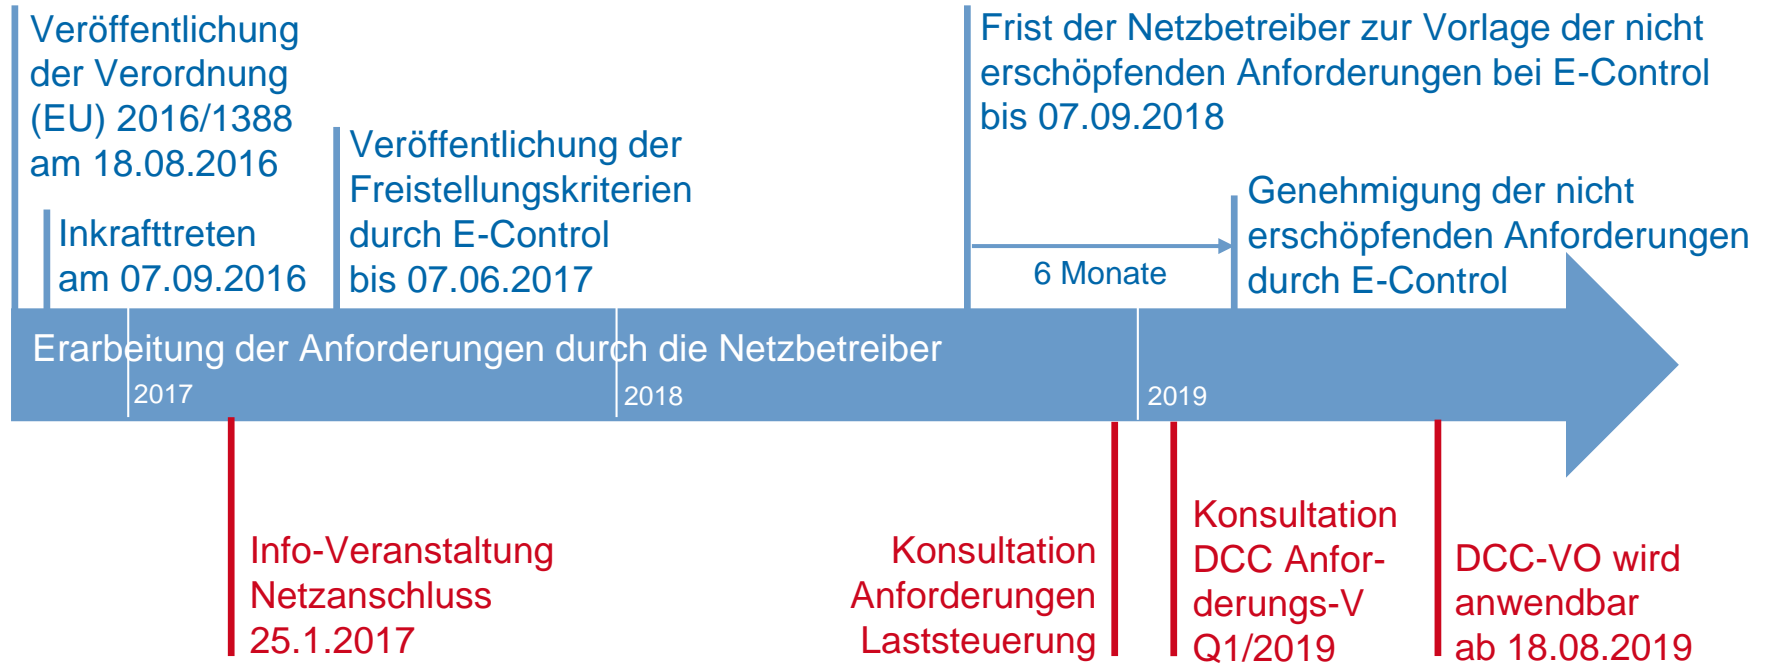 Veröffentlichung
der Verordnung
(EU) 2016/1388
am 18.08.2016
Inkrafttreten
am 07.09.2016
Veröffentlichung der
Freistellungskriterien
durch E-Control
bis 07.06.2017
Frist der Netzbetreiber zur Vorlage der nicht
erschöpfenden Anforderungen bei E-Control
bis 07.09.2018
6 Monate
Genehmigung der nicht
erschöpfenden Anforderungen
durch E-Control
Erarbeitung der Anforderungen durch die Netzbetreiber
2017
2018
2019
Info-Veranstaltung
Netzanschluss
25.1.2017
Konsultation
Anforderungen
Laststeuerung
Konsultation
DCC Anfor-
derungs-V
Q1/2019
DCC-VO wird
anwendbar
ab 18.08.2019